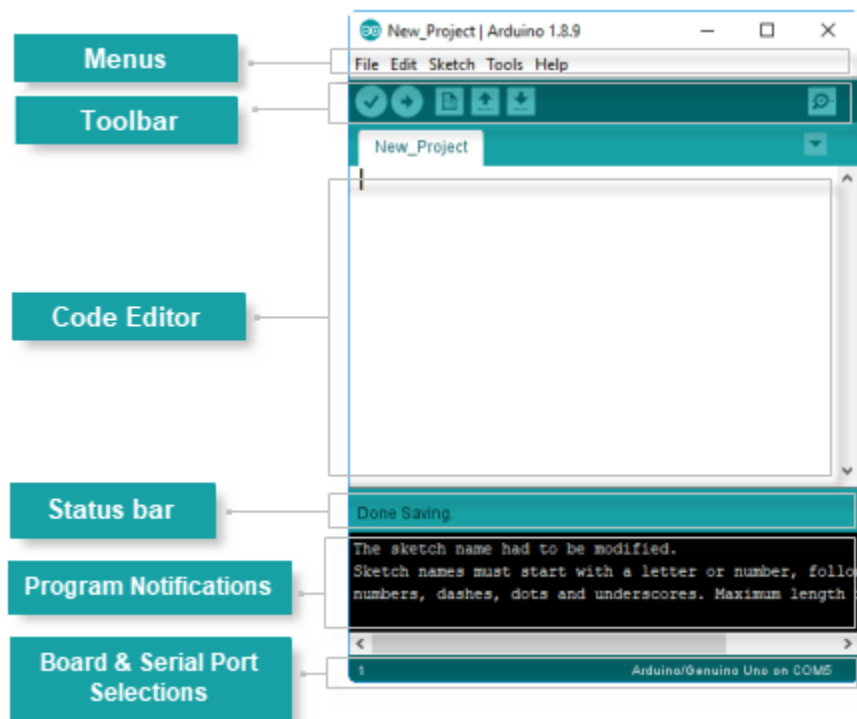 New_Project | Arduino 1.8.9
Menus
File Edit Sketch Tools Help
Toolbar
New_Project
Code Editor
Status bar
Done Saving.
The sketch name had to be modified.
Sketch names must start with a letter or number, follo
numbers, dashes, dots and underscores. Maximum length
Program Notifications
Board & Serial Port
Selections
1
Arduino/Genuino Uno on COM5